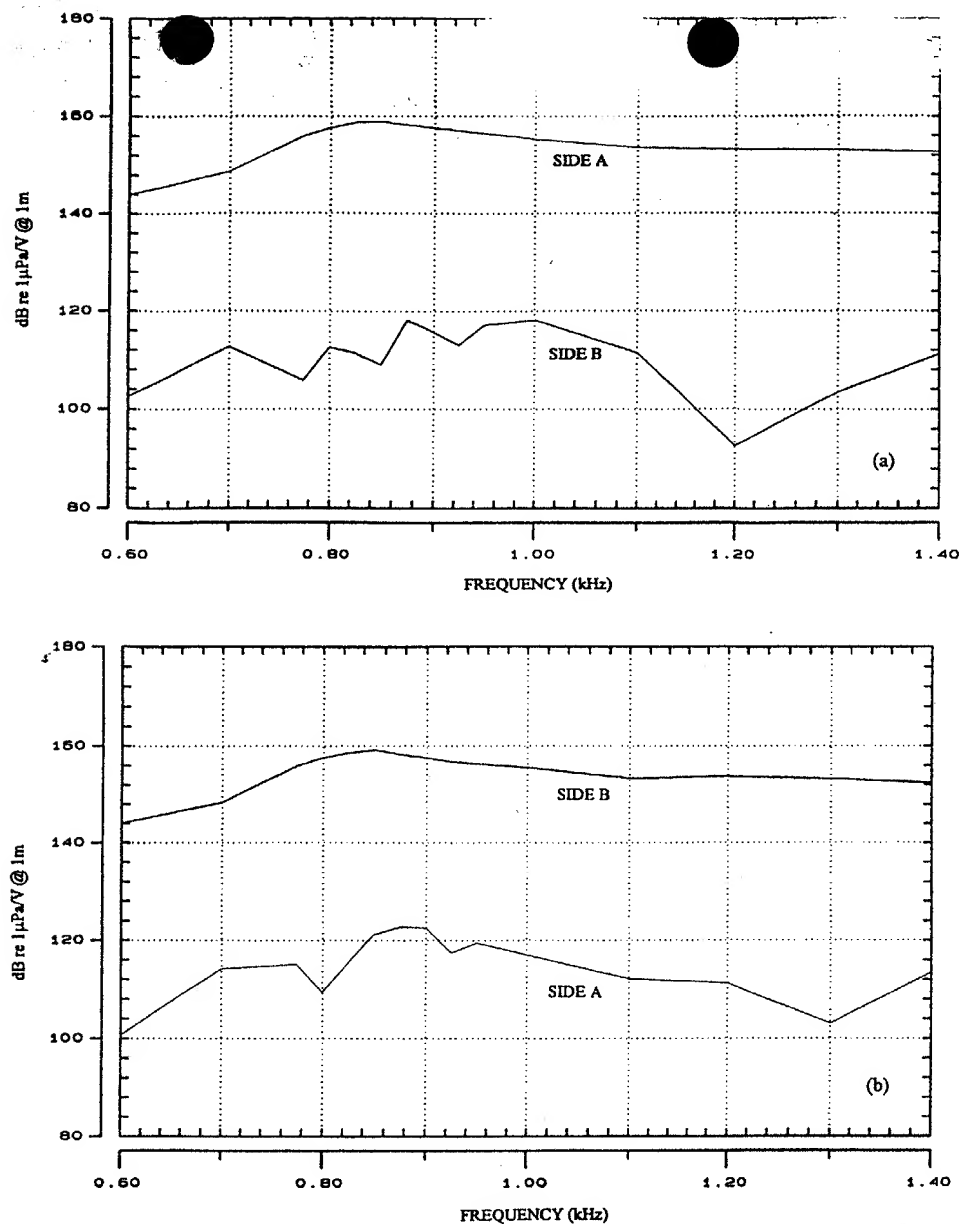 180
160
SIDE A
140
dB re 1µPa/V @ 1m
120
SIDE B
100
(a)
80
0.60 0.80 1.00 1.20 1.40
FREQUENCY (kHz)
180
160
SIDE B
140
dB re 1µPa/V @ 1m
120
SIDE A
100
(b)
80
0.60 0.80 1.00 1.20 1.40
FREQUENCY (kHz)